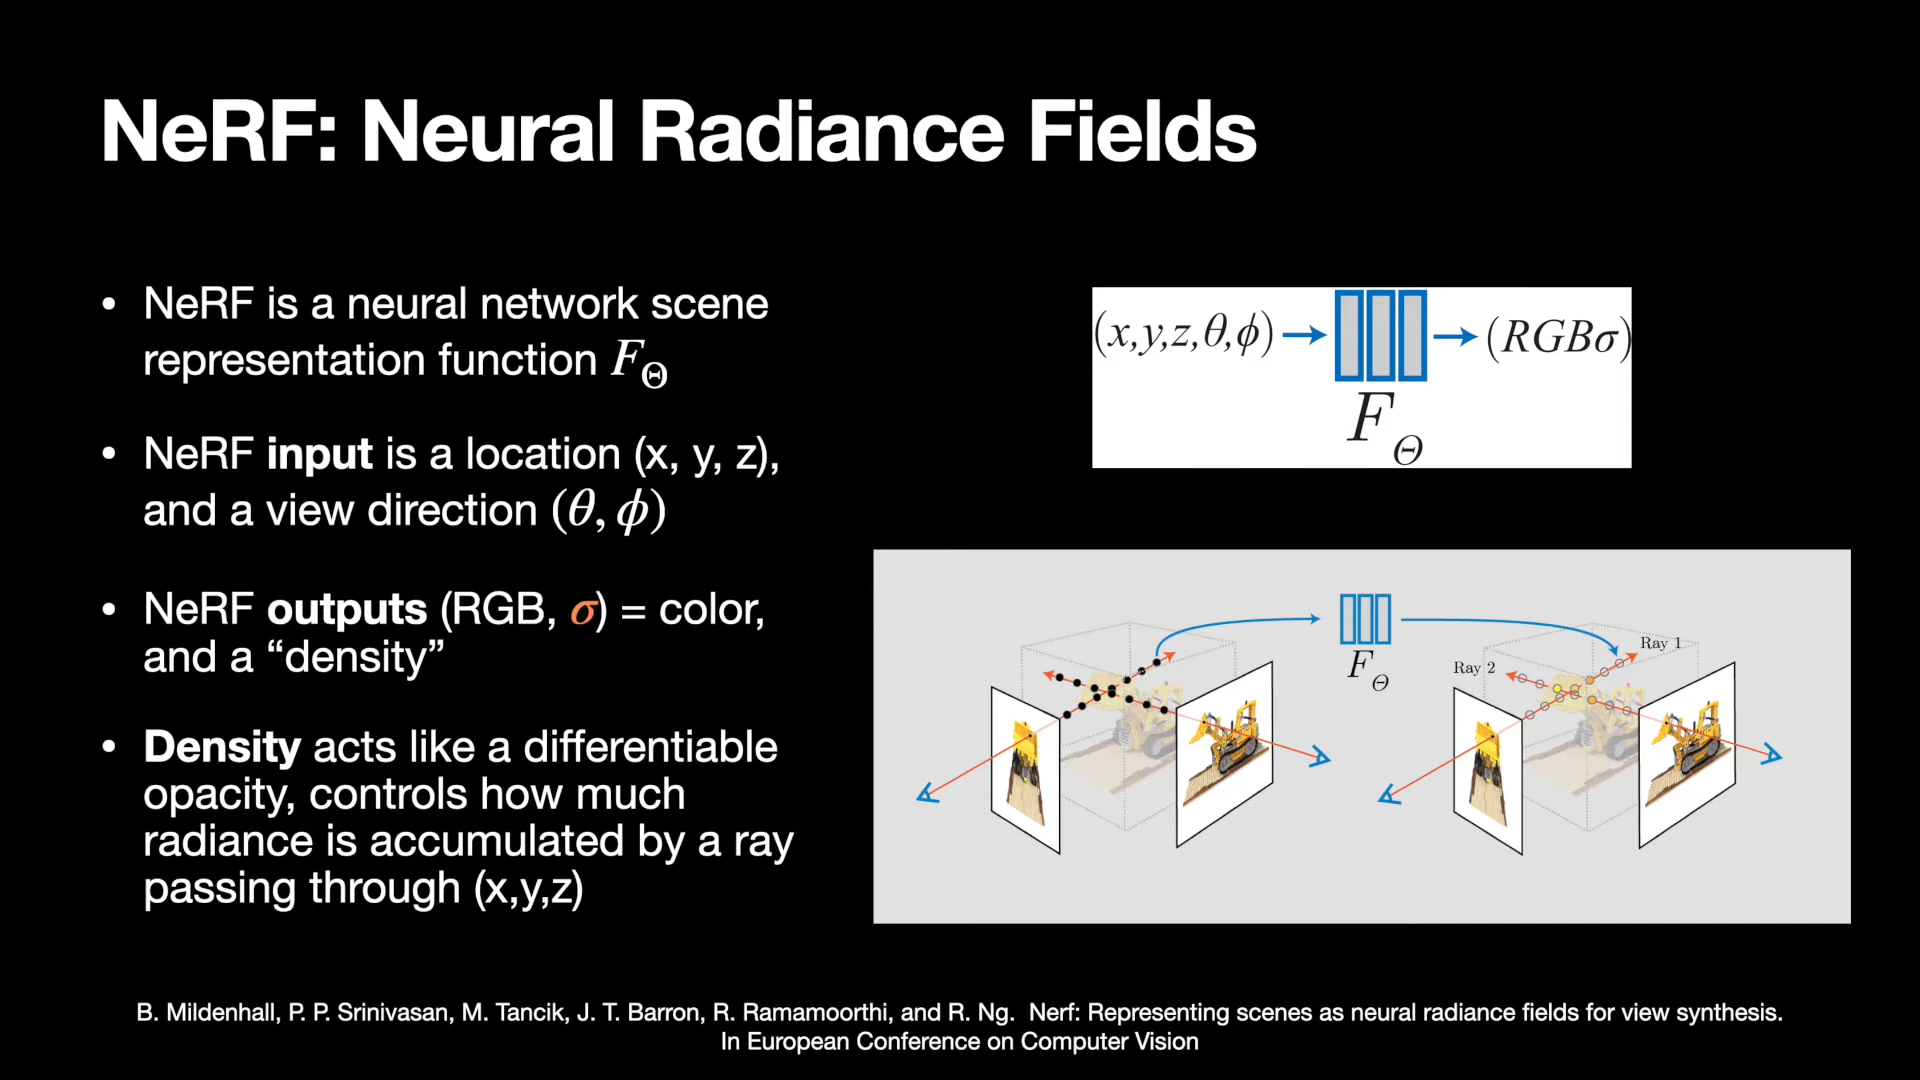 NeRF: Neural Radiance Fields
• NeRF is a neural network scene
representation function F_Θ
• NeRF input is a location (x, y, z),
and a view direction (θ, ϕ)
• NeRF outputs (RGB, σ) = color,
and a “density”
• Density acts like a differentiable
opacity, controls how much
radiance is accumulated by a ray
passing through (x,y,z)
(x,y,z,θ,ϕ) → → (RGBσ)
F_Θ
F_Θ
Ray 1
Ray 2
B. Mildenhall, P. P. Srinivasan, M. Tancik, J. T. Barron, R. Ramamoorthi, and R. Ng. Nerf: Representing scenes as neural radiance fields for view synthesis.
In European Conference on Computer Vision